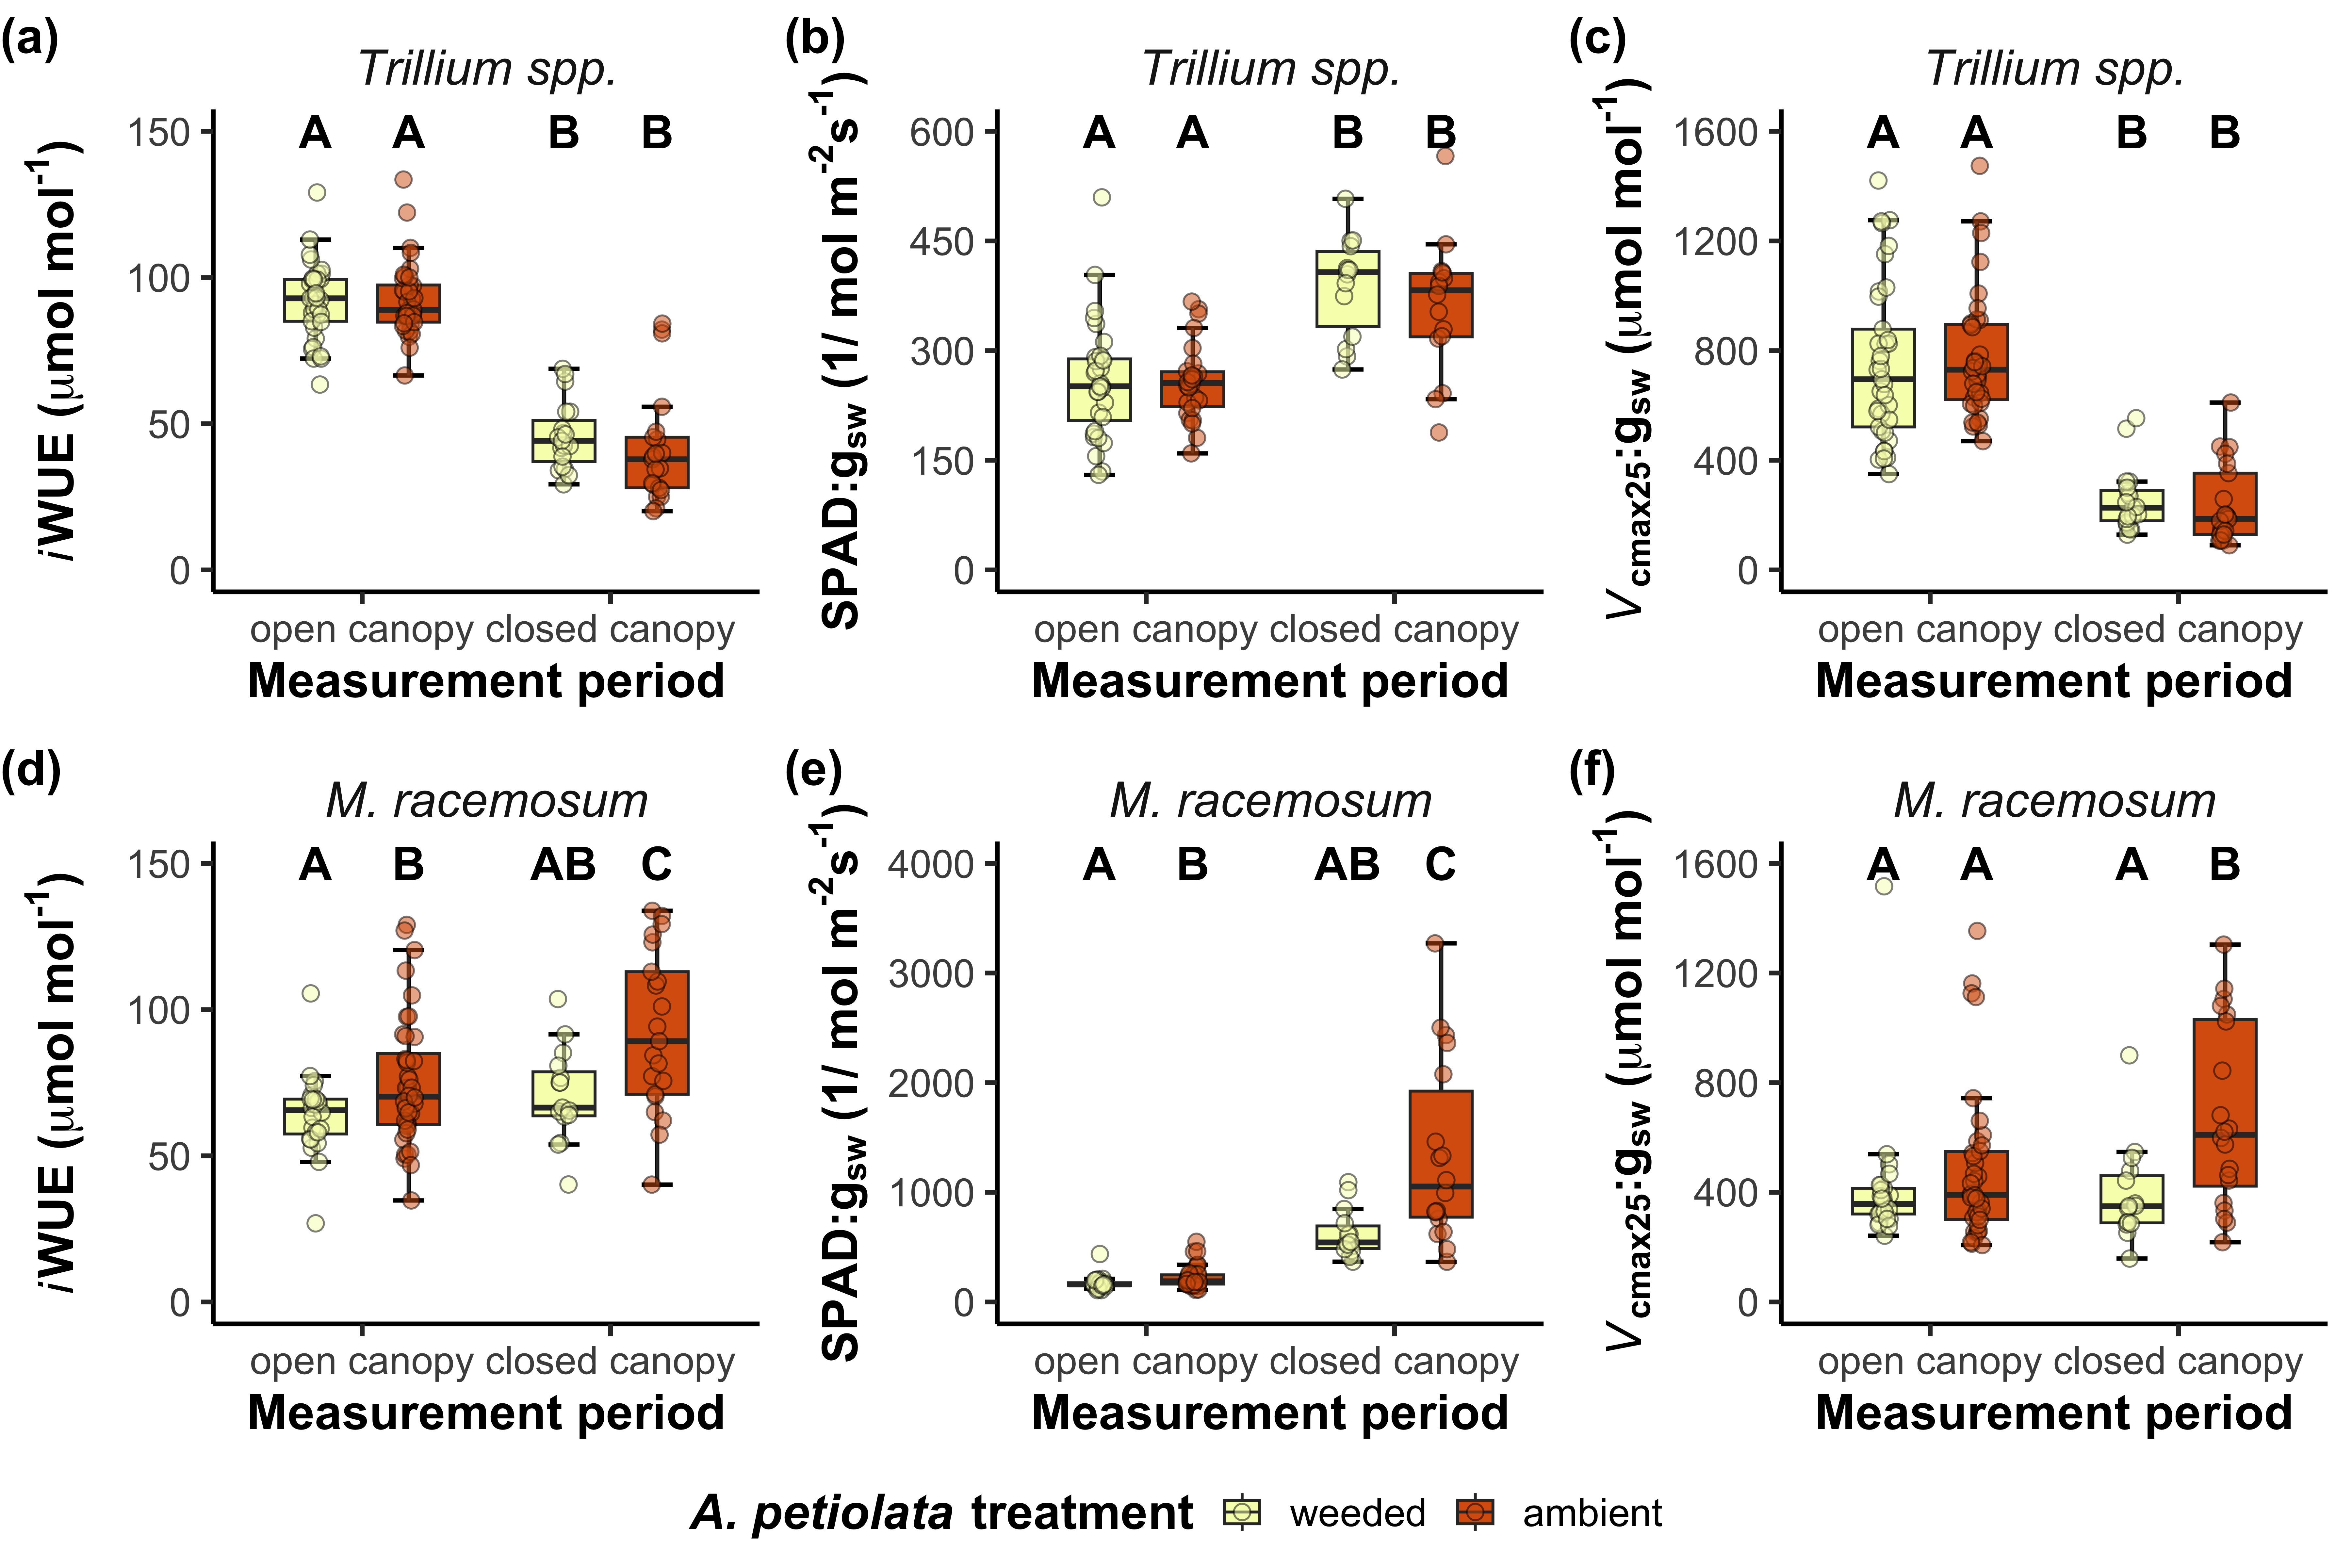 (a)
Trillium spp.
iWUE (μmol mol⁻¹)
150
100
50
0
A A B B
open canopy closed canopy
Measurement period
(b)
Trillium spp.
SPAD:gsw (1/ mol m⁻²s⁻¹)
600
450
300
150
0
A A B B
open canopy closed canopy
Measurement period
(c)
Trillium spp.
Vcmax25:gsw (μmol mol⁻¹)
1600
1200
800
400
0
A A B B
open canopy closed canopy
Measurement period
(d)
M. racemosum
iWUE (μmol mol⁻¹)
150
100
50
0
A B AB C
open canopy closed canopy
Measurement period
(e)
M. racemosum
SPAD:gsw (1/ mol m⁻²s⁻¹)
4000
3000
2000
1000
0
A B AB C
open canopy closed canopy
Measurement period
(f)
M. racemosum
Vcmax25:gsw (μmol mol⁻¹)
1600
1200
800
400
0
A A A B
open canopy closed canopy
Measurement period
A. petiolata treatment weeded ambient